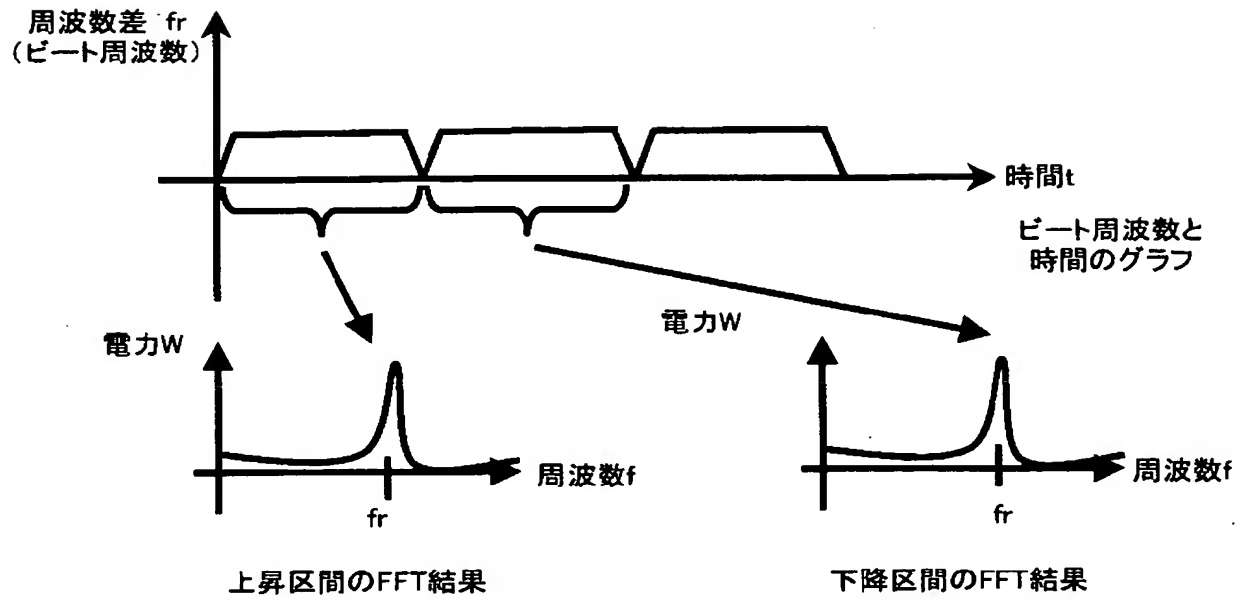 周波数差 fr
(ビート周波数)
時間t
ビート周波数と
時間のグラフ
電力W
電力W
周波数f
周波数f
fr
fr
上昇区間のFFT結果
下降区間のFFT結果